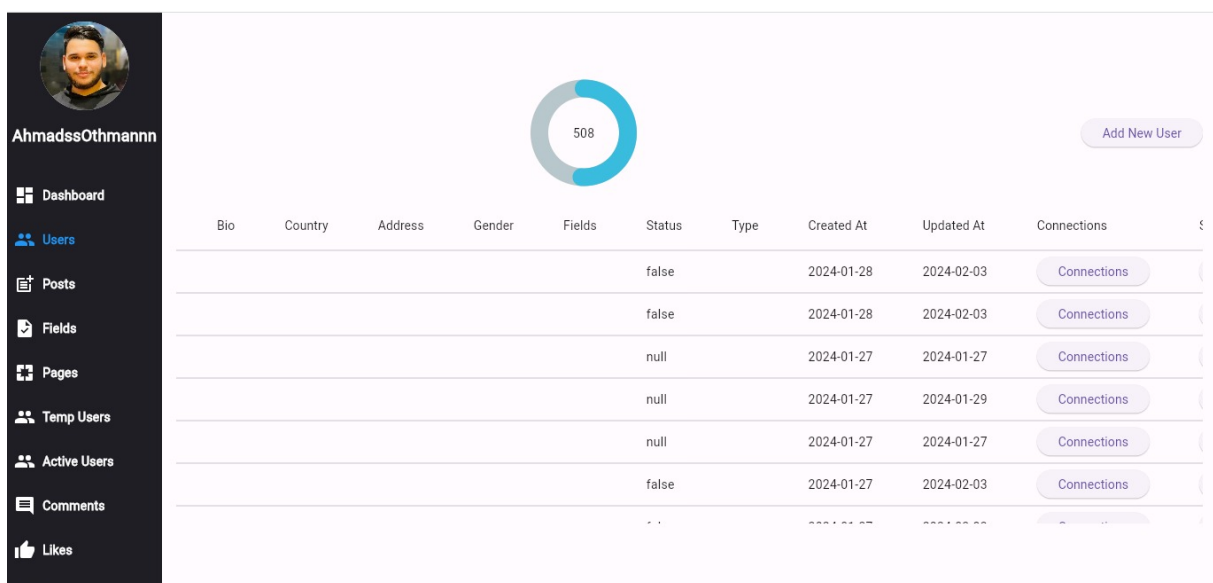 AhmadssOthmannn
Dashboard
Users
Posts
Fields
Pages
Temp Users
Active Users
Comments
Likes
508
Add New User
Bio Country Address Gender Fields Status Type Created At Updated At Connections
false 2024-01-28 2024-02-03 Connections
false 2024-01-28 2024-02-03 Connections
null 2024-01-27 2024-01-27 Connections
null 2024-01-27 2024-01-29 Connections
null 2024-01-27 2024-01-27 Connections
false 2024-01-27 2024-02-03 Connections